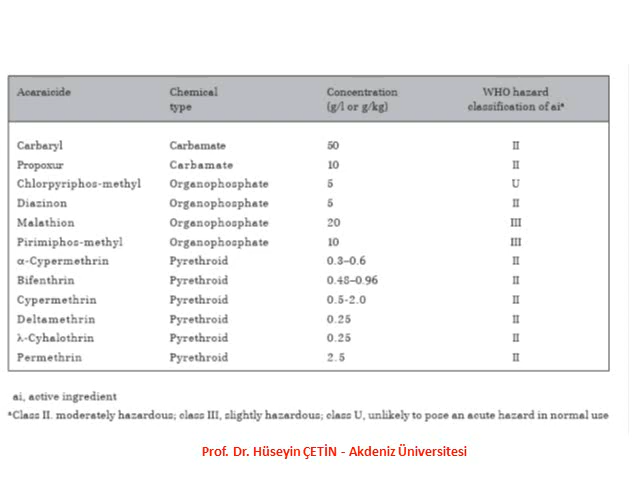 Acaraicide Chemical Concentration WHO hazard
type (g/l or g/kg) classification of aiª
Carbaryl Carbamate 50 II
Propoxur Carbamate 10 II
Chlorpyriphos-methyl Organophosphate 5 U
Diazinon Organophosphate 5 II
Malathion Organophosphate 20 III
Pirimiphos-methyl Organophosphate 10 III
α-Cypermethrin Pyrethroid 0.3–0.6 II
Bifenthrin Pyrethroid 0.48–0.96 II
Cypermethrin Pyrethroid 0.5-2.0 II
Deltamethrin Pyrethroid 0.25 II
λ-Cyhalothrin Pyrethroid 0.25 II
Permethrin Pyrethroid 2.5 II
ai, active ingredient
ªClass II. moderately hazardous; class III, slightly hazardous; class U, unlikely to pose an acute hazard in normal use
Prof. Dr. Hüseyin ÇETİN - Akdeniz Üniversitesi